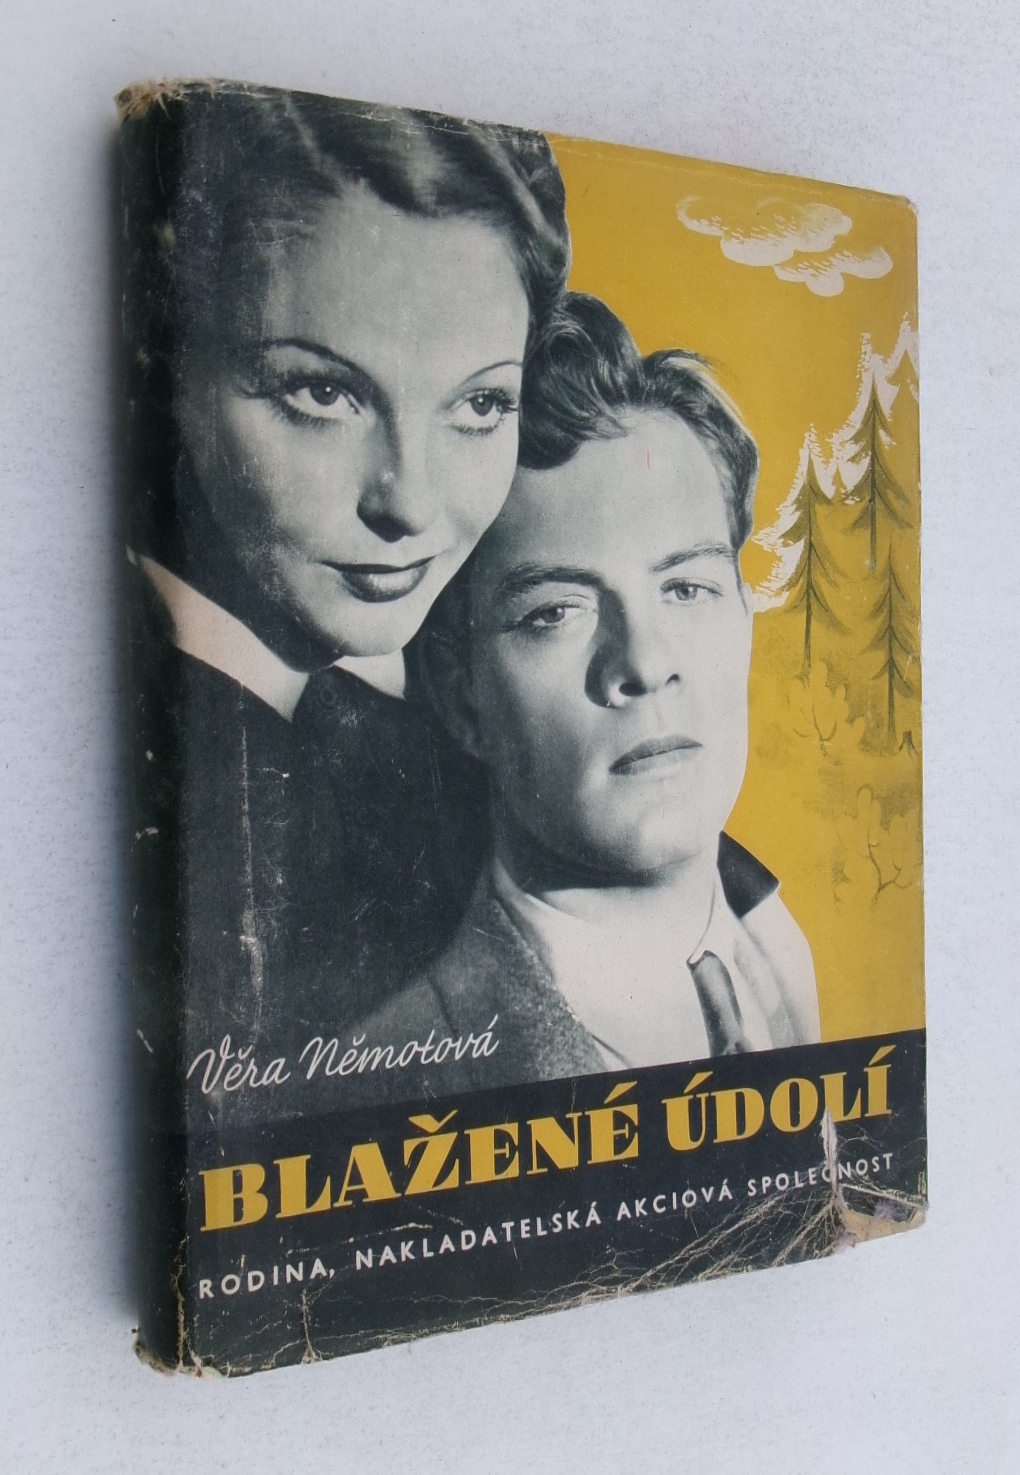 Věra Němotová
BLAŽENÉ ÚDOLÍ
RODINA, NAKLADATELSKÁ AKCIOVÁ SPOLEČNOST